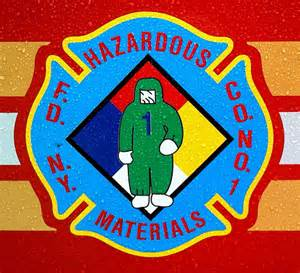 HAZARDOUS
F.D.
N.Y.
CO. NO. 1
1
MATERIALS